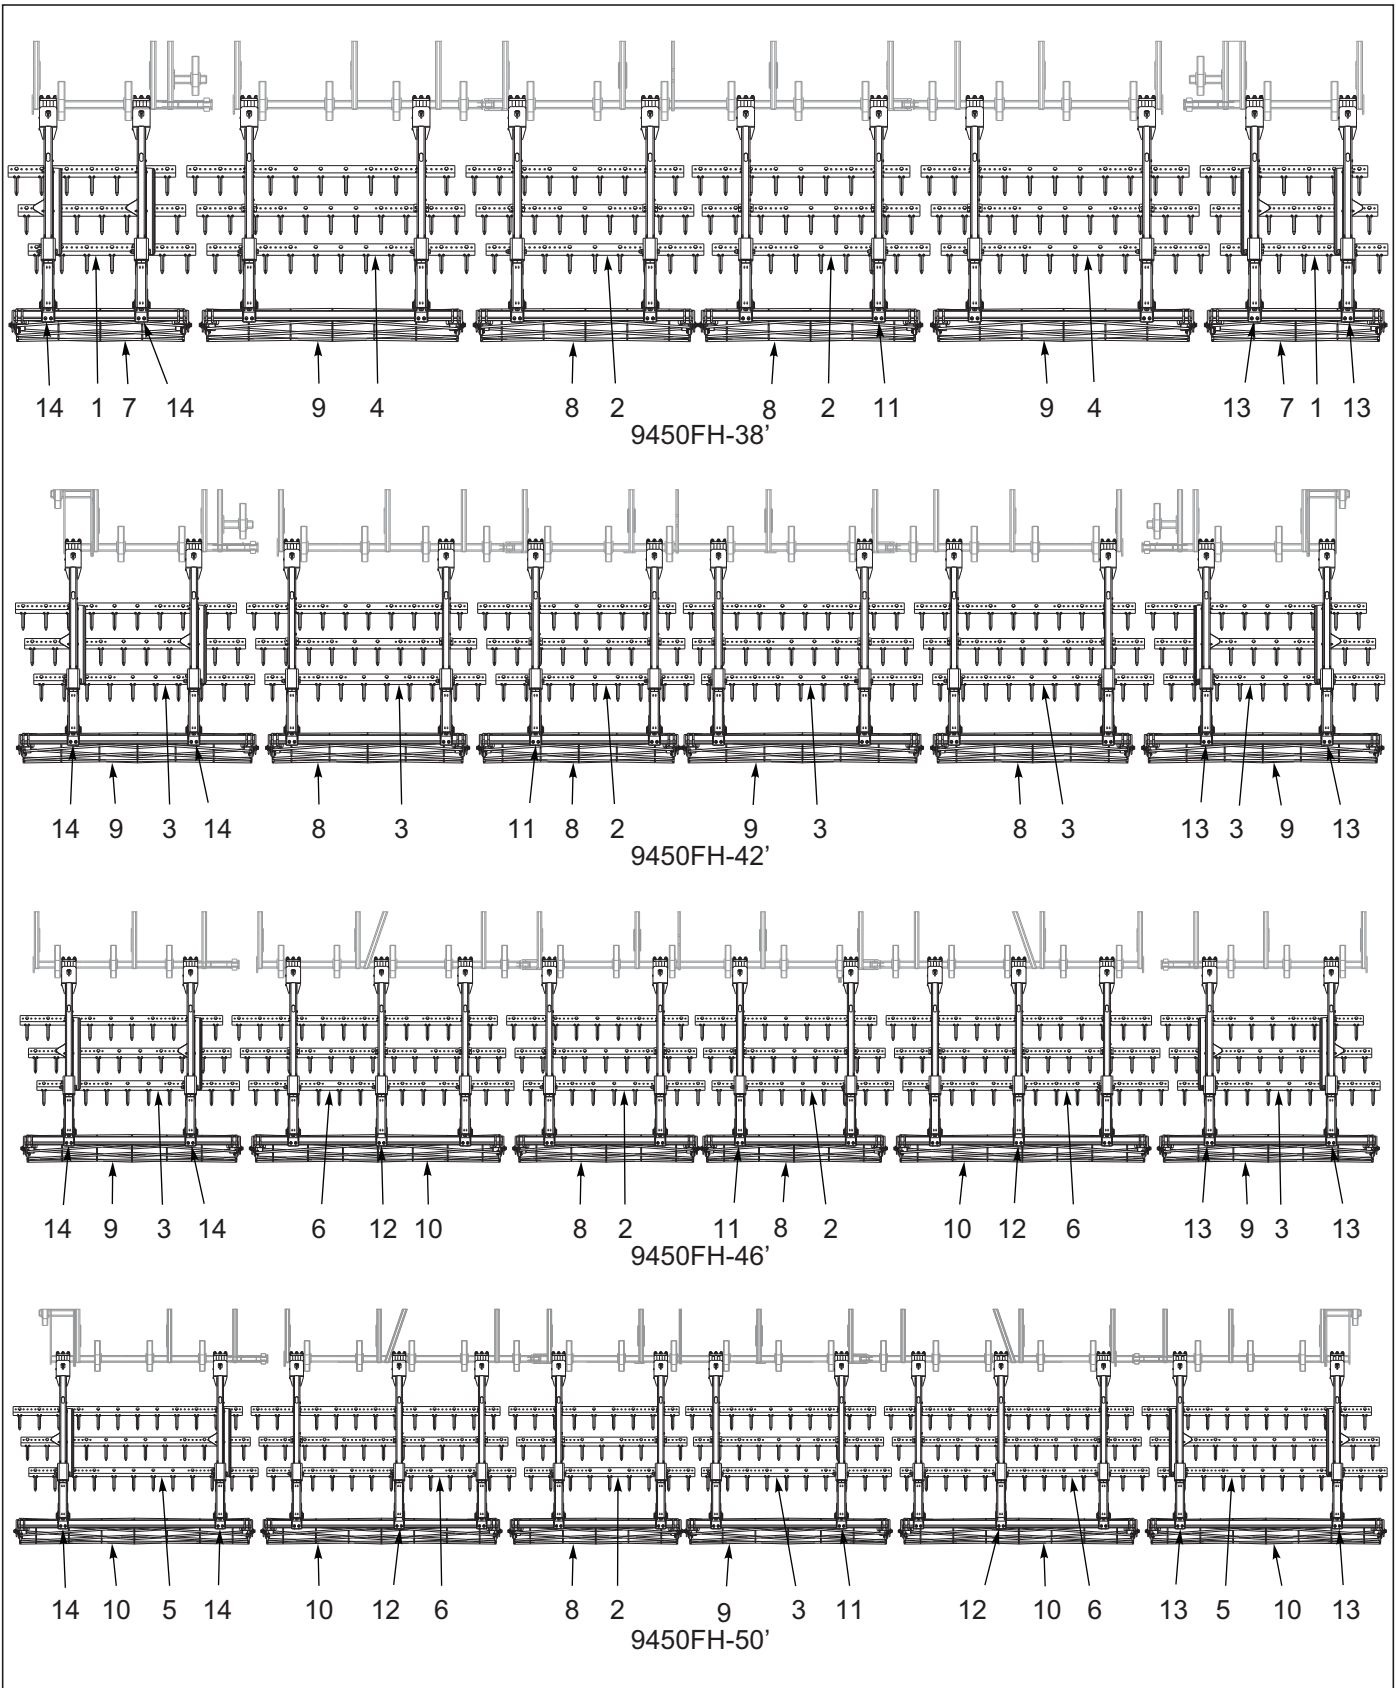 14 1 7 14 9 4 8 2 8 2 11 9 4 13 7 1 13
9450FH-38’
14 9 3 14 8 3 11 8 2 9 3 8 3 13 3 9 13
9450FH-42’
14 9 3 14 6 12 10 8 2 11 8 2 10 12 6 13 9 3 13
9450FH-46’
14 10 5 14 10 12 6 8 2 9 3 11 12 10 6 13 5 10 13
9450FH-50’